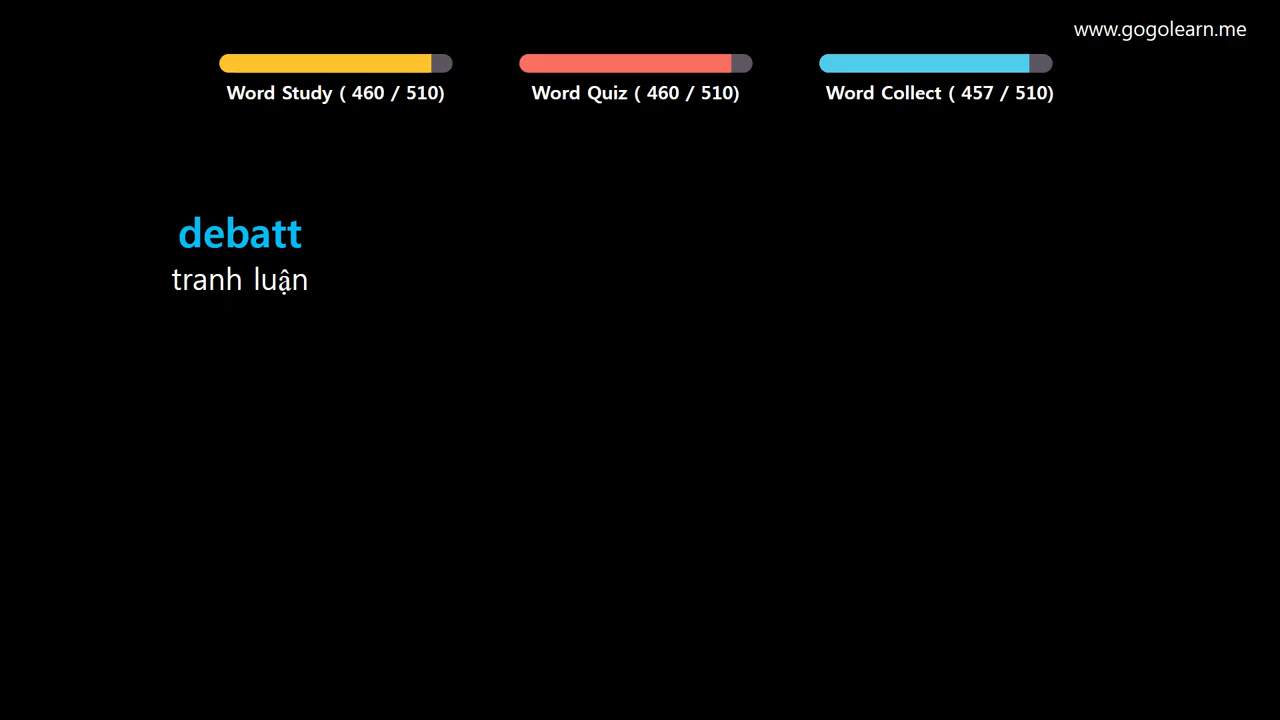 www.gogolearn.me
Word Study ( 460 / 510)
Word Quiz ( 460 / 510)
Word Collect ( 457 / 510)
debatt
tranh luận